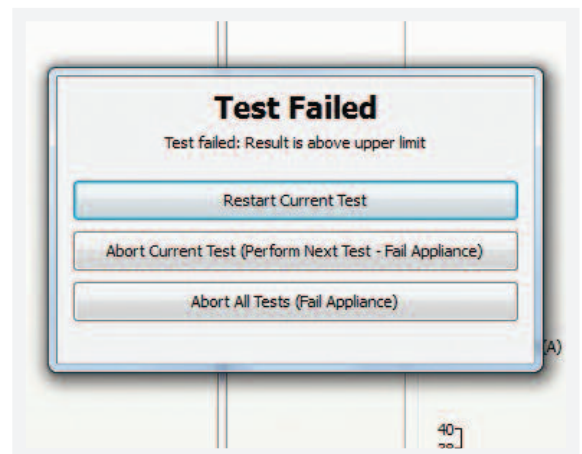 Test Failed
Test failed: Result is above upper limit
Restart Current Test
Abort Current Test (Perform Next Test - Fail Appliance)
Abort All Tests (Fail Appliance)
(A)
40